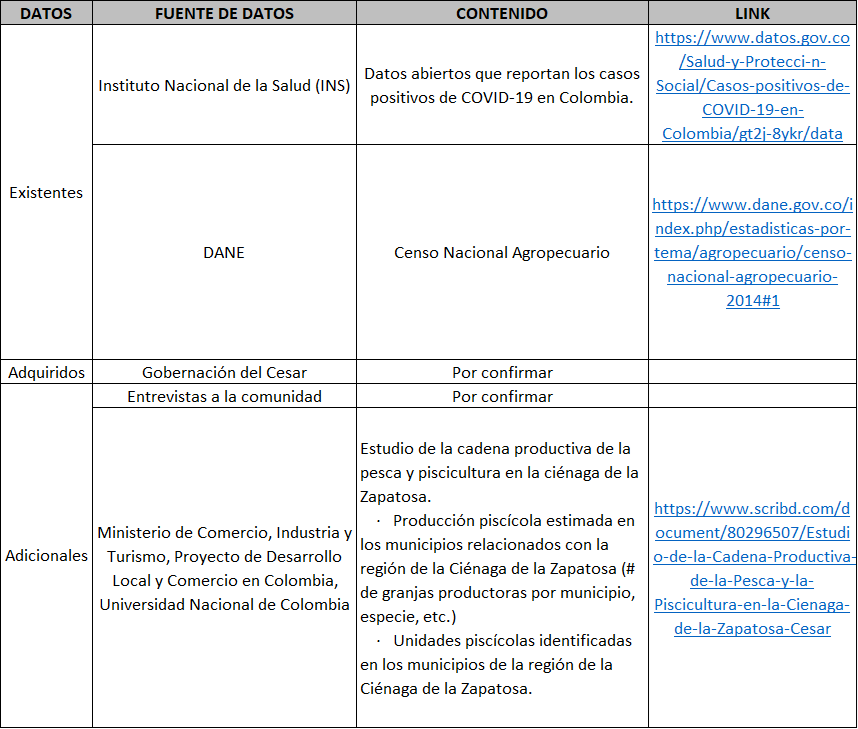 DATOS FUENTE DE DATOS CONTENIDO LINK
Existentes
Instituto Nacional de la Salud (INS)
Datos abiertos que reportan los casos
positivos de COVID-19 en Colombia.
https://www.datos.gov.co
/Salud-y-Protecci-n-
Social/Casos-positivos-de-
COVID-19-en-
Colombia/gt2j-8ykr/data
DANE
Censo Nacional Agropecuario
https://www.dane.gov.co/i
ndex.php/estadisticas-por-
tema/agropecuario/censo-
nacional-agropecuario-
2014#1
Adquiridos Gobernación del Cesar Por confirmar
Adicionales
Entrevistas a la comunidad Por confirmar
Ministerio de Comercio, Industria y
Turismo, Proyecto de Desarrollo
Local y Comercio en Colombia,
Universidad Nacional de Colombia
Estudio de la cadena productiva de la
pesca y piscicultura en la ciénaga de la
Zapatosa.
· Producción piscícola estimada en
los municipios relacionados con la
región de la Ciénaga de la Zapatosa (#
de granjas productoras por municipio,
especie, etc.)
· Unidades piscícolas identificadas
en los municipios de la región de la
Ciénaga de la Zapatosa.
https://www.scribd.com/d
ocument/80296507/Estudi
o-de-la-Cadena-Productiva-
de-la-Pesca-y-la-
Piscicultura-en-la-Cienaga-
de-la-Zapatosa-Cesar